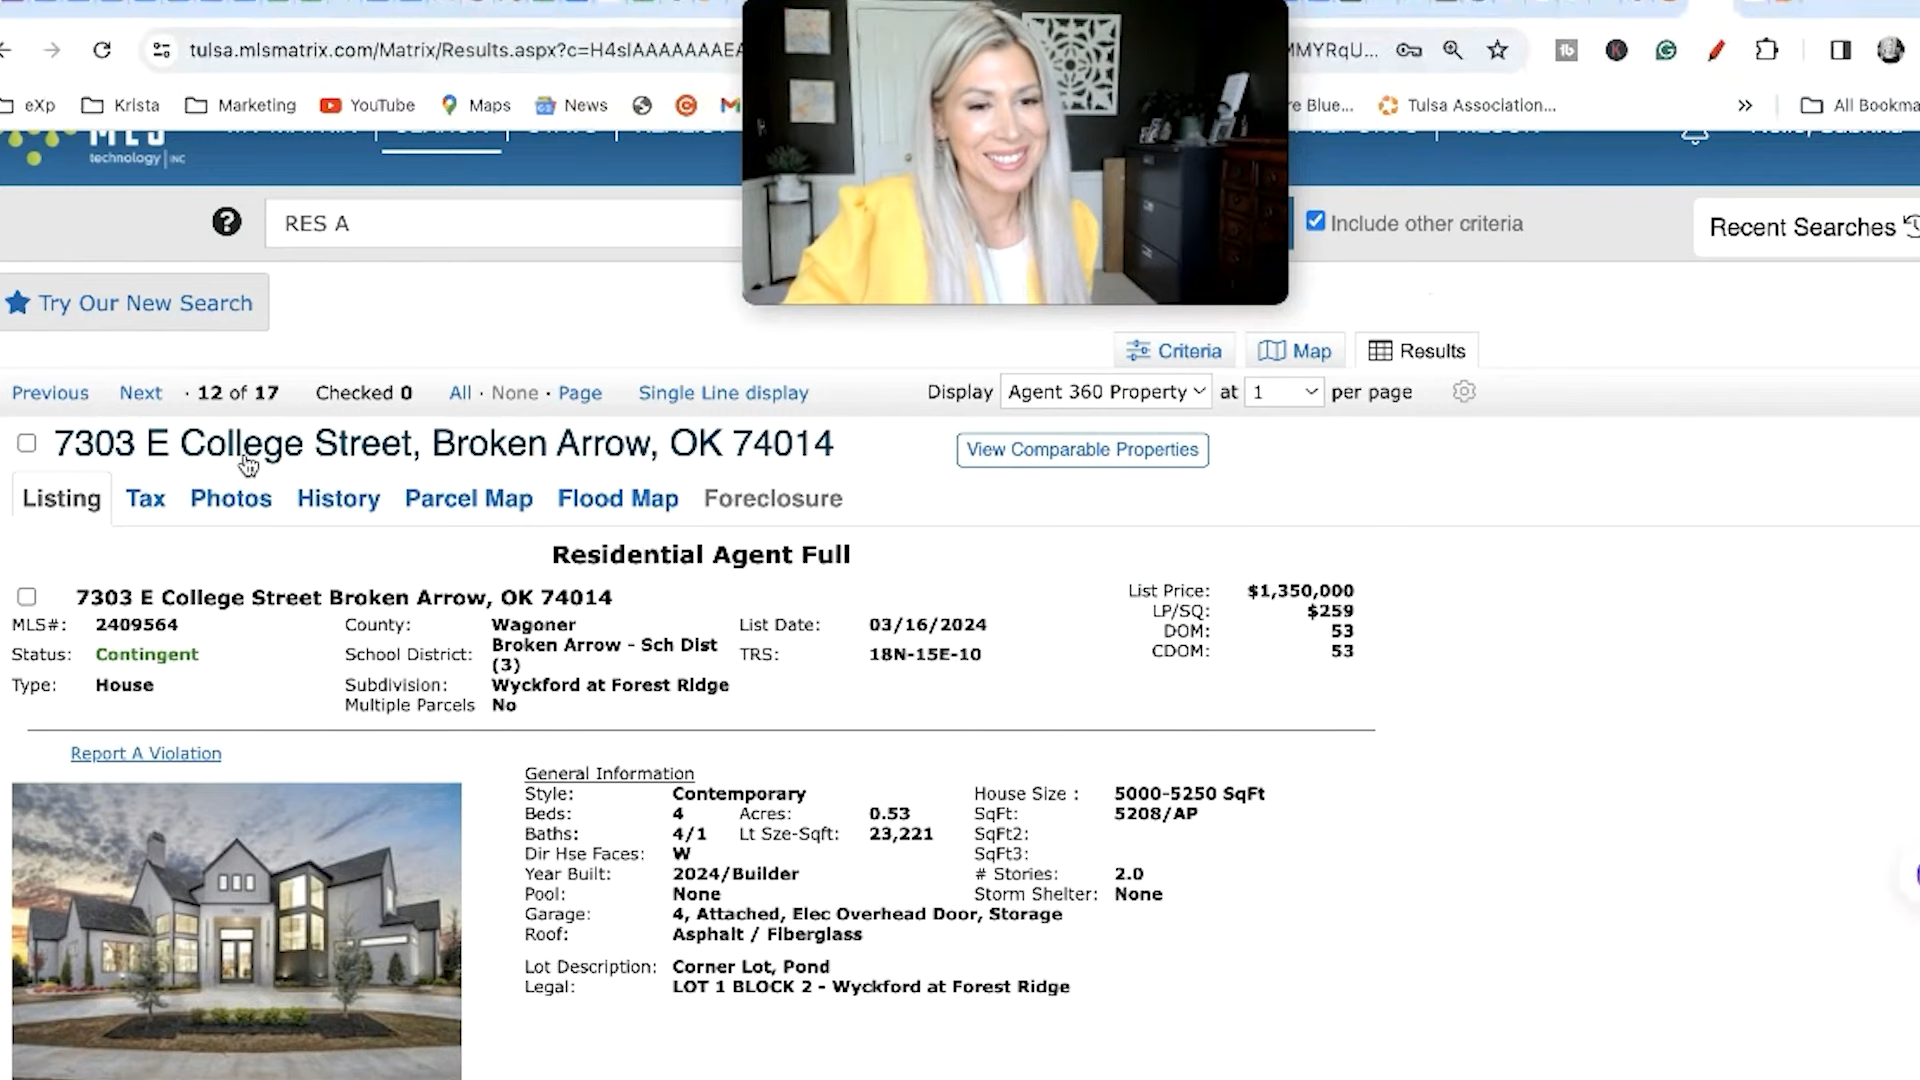 tulsa.mlsmatrix.com/Matrix/Results.aspx?c=H4sIAAAAAAAEA
MMYRqU...
eXp Krista Marketing YouTube Maps News
re Blue... Tulsa Association... » All Bookma
MLS
technology | INC
RES A
Include other criteria
Recent Searches
Try Our New Search
Criteria Map Results
Previous Next · 12 of 17 Checked 0 All · None · Page Single Line display Display Agent 360 Property at 1 per page
7303 E College Street, Broken Arrow, OK 74014
View Comparable Properties
Listing Tax Photos History Parcel Map Flood Map Foreclosure
Residential Agent Full
7303 E College Street Broken Arrow, OK 74014
List Price: $1,350,000
LP/SQ: $259
DOM: 53
CDOM: 53
MLS#: 2409564 County: Wagoner List Date: 03/16/2024
Status: Contingent School District: Broken Arrow - Sch Dist (3) TRS: 18N-15E-10
Type: House Subdivision: Wyckford at Forest Ridge
Multiple Parcels No
Report A Violation
General Information
Style: Contemporary House Size : 5000-5250 SqFt
Beds: 4 Acres: 0.53 SqFt: 5208/AP
Baths: 4/1 Lt Sze-Sqft: 23,221 SqFt2:
Dir Hse Faces: W SqFt3:
Year Built: 2024/Builder # Stories: 2.0
Pool: None Storm Shelter: None
Garage: 4, Attached, Elec Overhead Door, Storage
Roof: Asphalt / Fiberglass
Lot Description: Corner Lot, Pond
Legal: LOT 1 BLOCK 2 - Wyckford at Forest Ridge